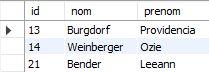 id nom prenom
13 Burgdorf Providencia
14 Weinberger Ozie
21 Bender Leeann